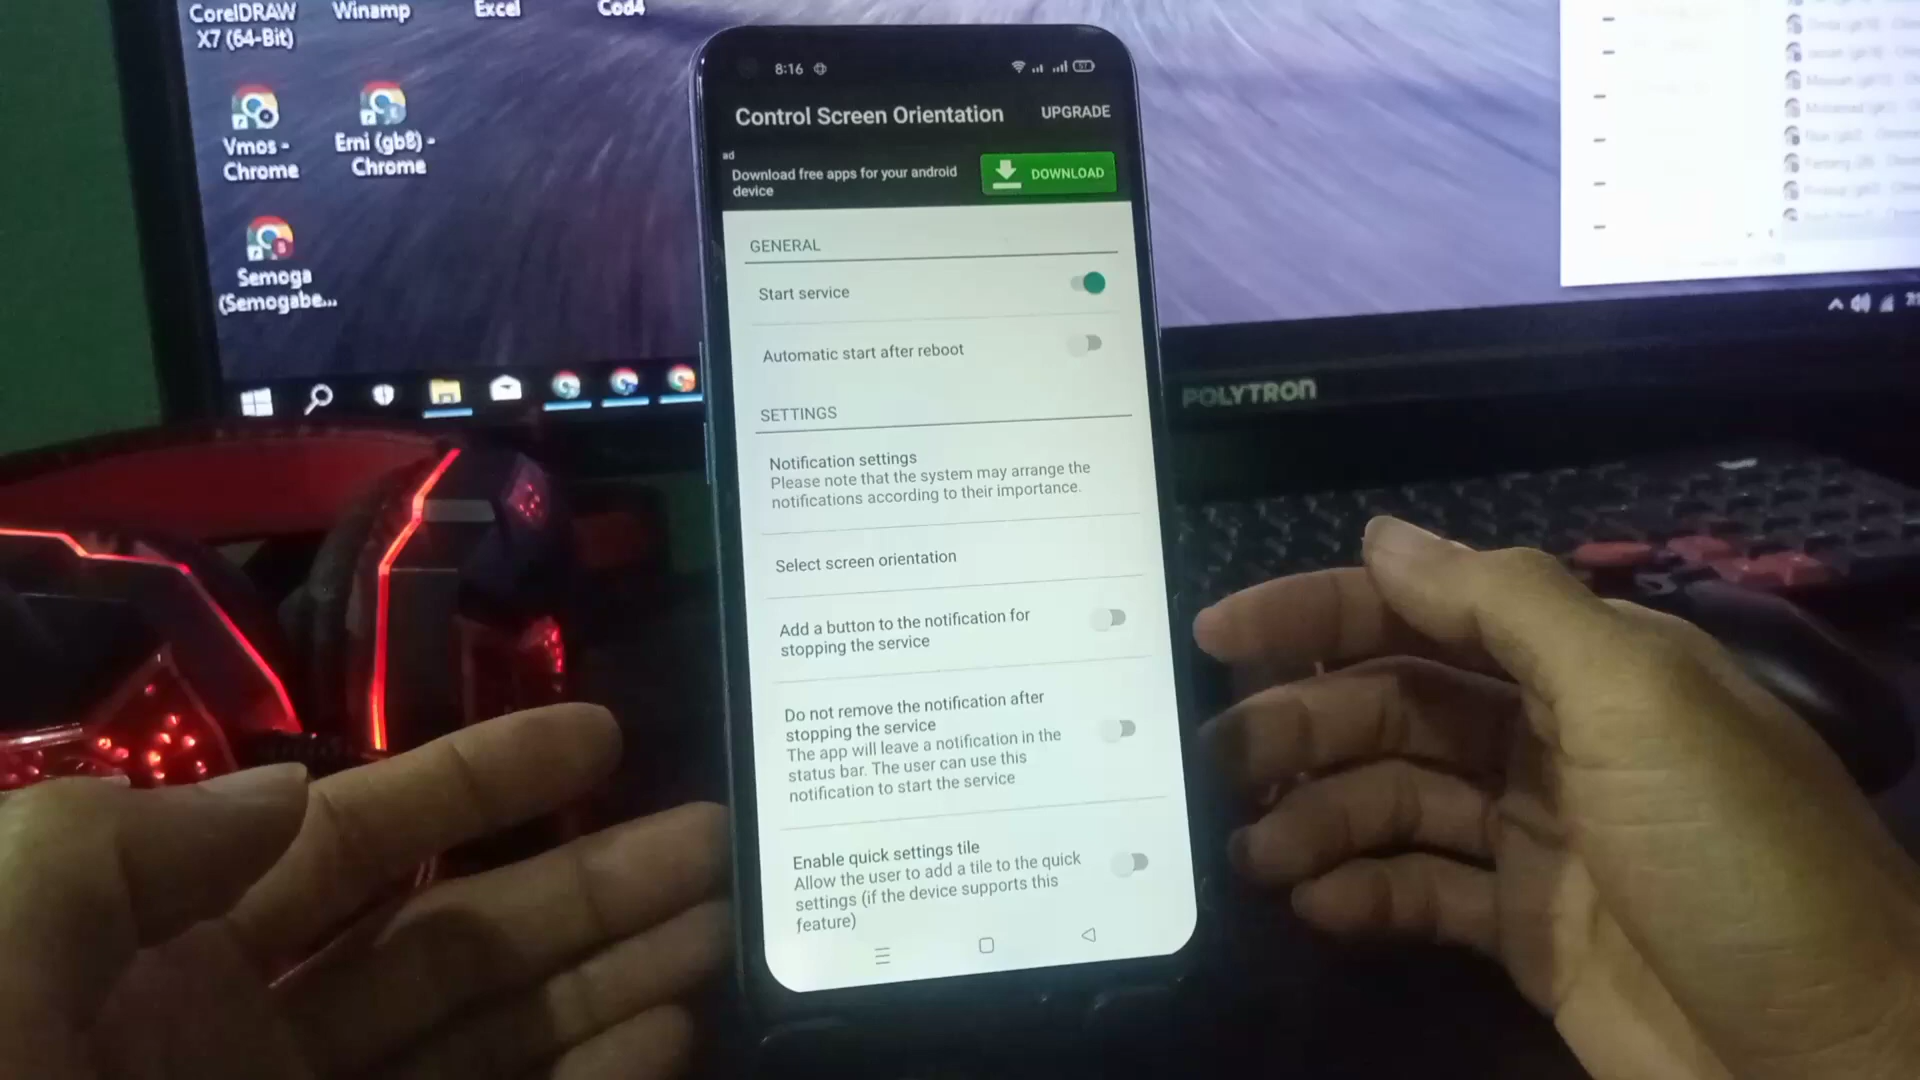 CorelDRAW
X7 (64-Bit)
Winamp
Excel
Cod4
Vmos -
Chrome
Erni (gb8) -
Chrome
Semoga
(Semogabe...
8:16
57
Control Screen Orientation
UPGRADE
ad
Download free apps for your android
device
DOWNLOAD
GENERAL
Start service
Automatic start after reboot
SETTINGS
Notification settings
Please note that the system may arrange the
notifications according to their importance.
Select screen orientation
Add a button to the notification for
stopping the service
Do not remove the notification after
stopping the service
The app will leave a notification in the
status bar. The user can use this
notification to start the service
Enable quick settings tile
Allow the user to add a tile to the quick
settings (if the device supports this
feature)
POLYTRON